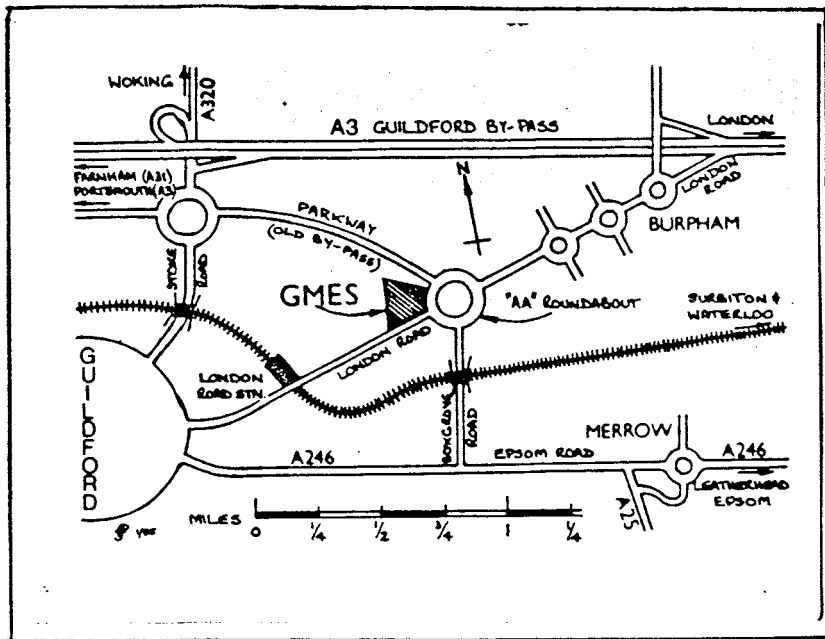 WOKING
A320
A3 GUILDFORD BY-PASS
LONDON
FARNHAM (A31)
PORTSMOUTH (A3)
N
LONDON
ROAD
PARKWAY
(OLD BY-PASS)
BURPHAM
STOKE
ROAD
GMES
"AA" ROUNDABOUT
SURBITON &
WATERLOO
LONDON ROAD
GUILDFORD
LONDON
ROAD STN.
BOXGROVE
ROAD
MERROW
A246
EPSOM ROAD
A246
LEATHERHEAD
EPSOM
A25
MILES
0 1/4 1/2 3/4 1 1/4